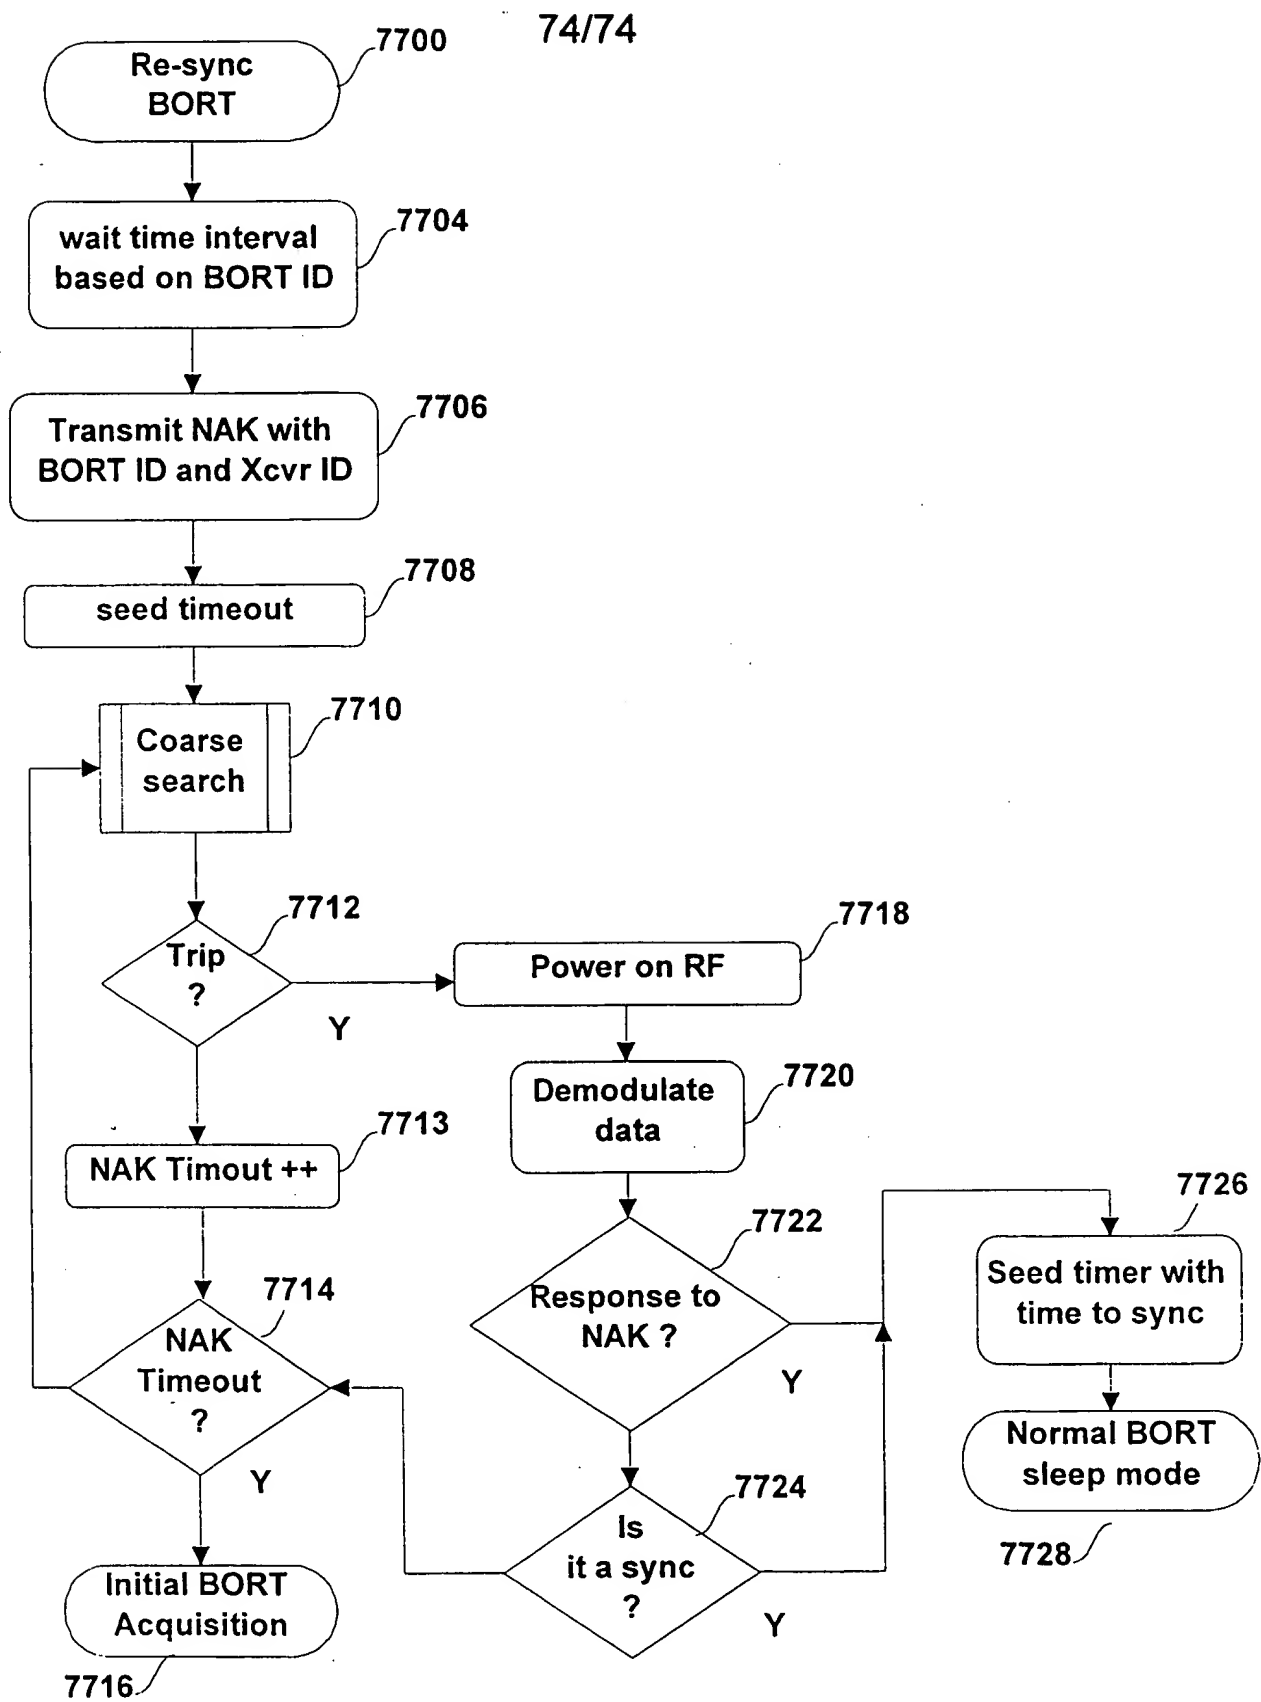 74/74
7700
Re-sync
BORT
7704
wait time interval
based on BORT ID
7706
Transmit NAK with
BORT ID and Xcvr ID
7708
seed timeout
7710
Coarse
search
7712
Trip
?
Y
7718
Power on RF
7720
Demodulate
data
7713
NAK Timout ++
7722
Response to
NAK ?
Y
7726
Seed timer with
time to sync
7714
NAK
Timeout
?
Y
Normal BORT
sleep mode
7728
7724
Is
it a sync
?
Y
Initial BORT
Acquisition
7716